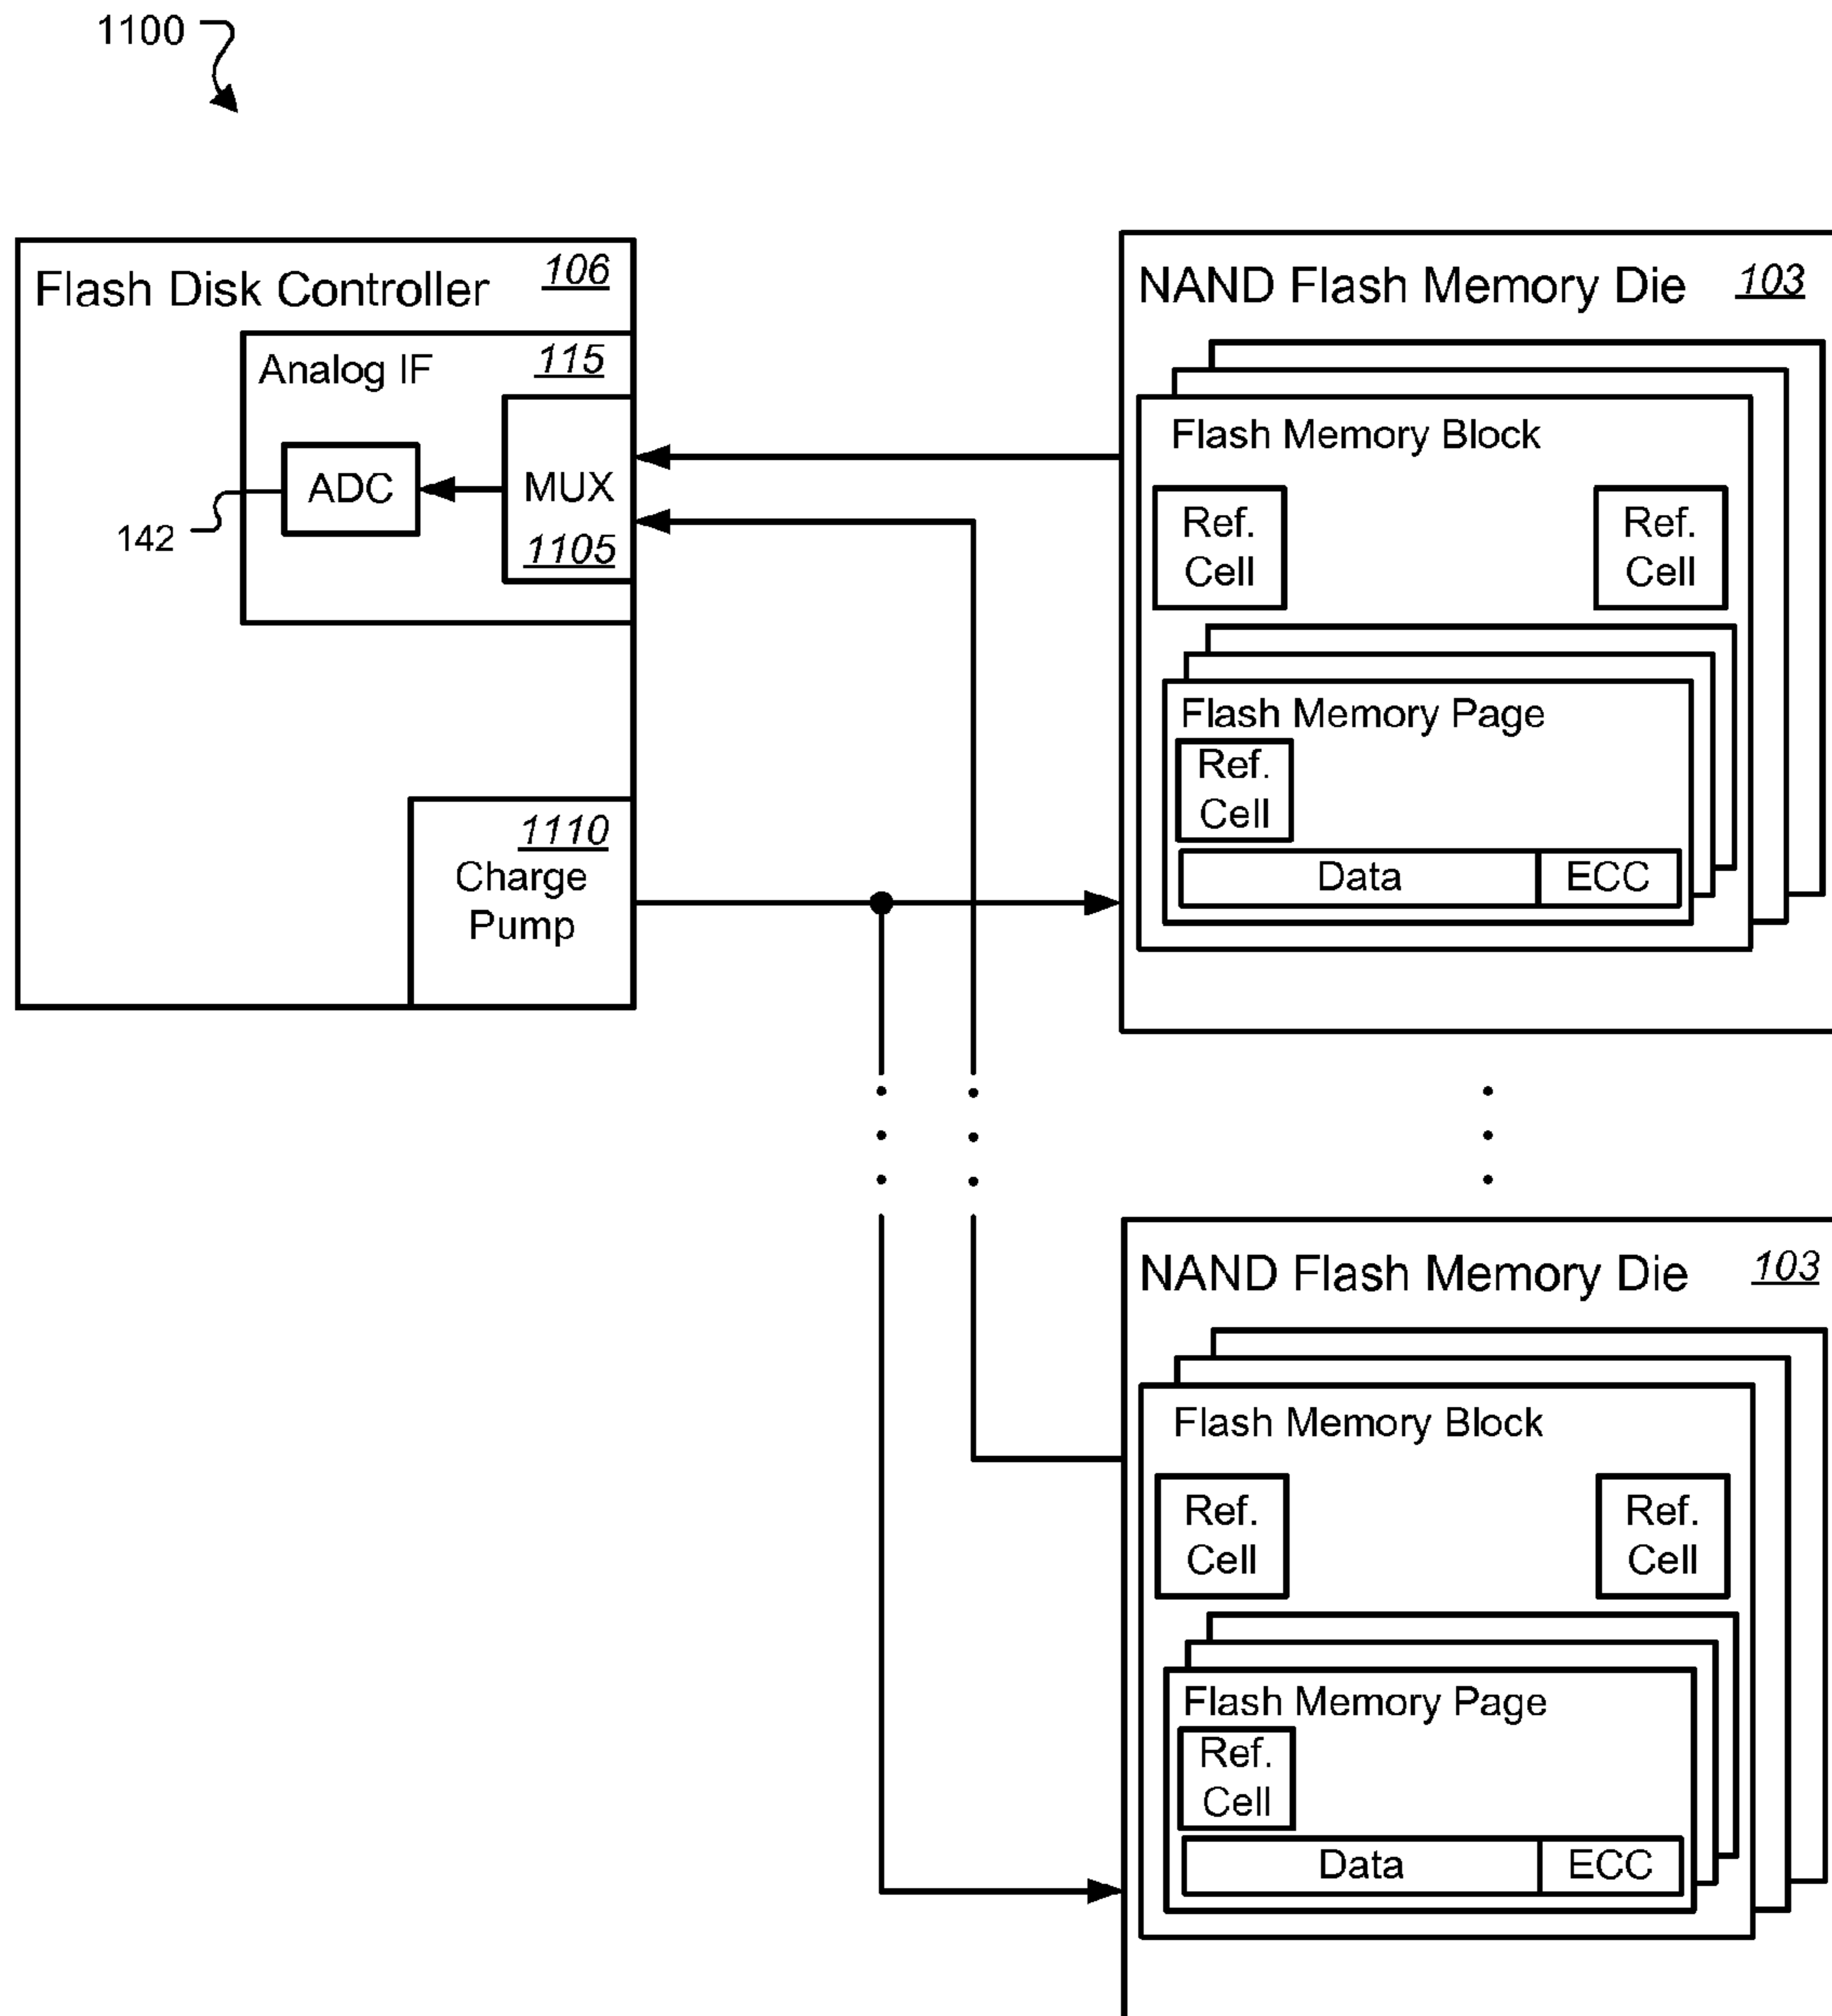 1100
Flash Disk Controller 106
Analog IF 115
ADC
MUX
1105
142
1110
Charge
Pump
NAND Flash Memory Die 103
Flash Memory Block
Ref.
Cell
Ref.
Cell
Flash Memory Page
Ref.
Cell
Data ECC
NAND Flash Memory Die 103
Flash Memory Block
Ref.
Cell
Ref.
Cell
Flash Memory Page
Ref.
Cell
Data ECC